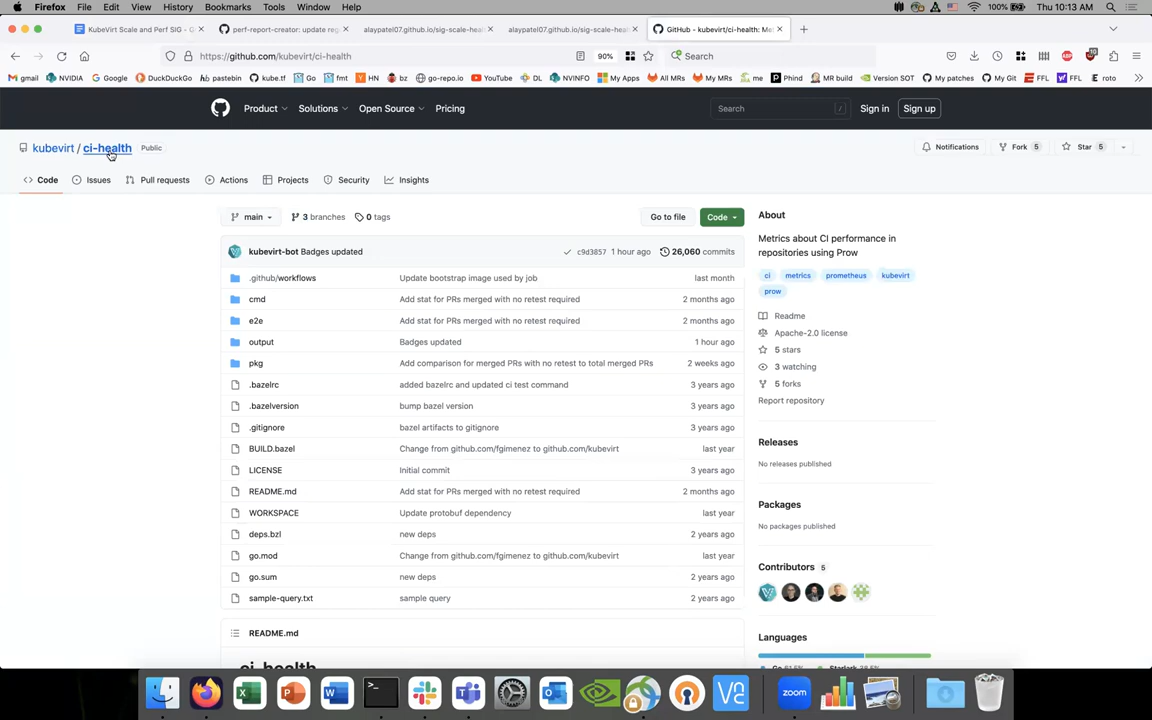 Firefox File Edit View History Bookmarks Tools Window Help 100% Thu 10:13 AM
KubeVirt Scale and Perf SIG - G perf-report-creator: update reg alaypatel07.github.io/sig-scale-heal alaypatel07.github.io/sig-scale-heal GitHub - kubevirt/ci-health: Met
https://github.com/kubevirt/ci-health 90% Search
gmail NVIDIA Google DuckDuckGo hastebin kube.tf Go fmt HN bz go-repo.io YouTube DL NVINFO My Apps All MRs My MRs me Phind MR build Version SOT My patches My Git FFL FFL roto
Product Solutions Open Source Pricing Search / Sign in Sign up
kubevirt / ci-health Public Notifications Fork 5 Star 5
Code Issues Pull requests Actions Projects Security Insights
main 3 branches 0 tags Go to file Code
About
Metrics about CI performance in
repositories using Prow
ci metrics prometheus kubevirt
prow
Readme
Apache-2.0 license
5 stars
3 watching
5 forks
Report repository
kubevirt-bot Badges updated c9d3857 1 hour ago 26,060 commits
.github/workflows Update bootstrap image used by job last month
cmd Add stat for PRs merged with no retest required 2 months ago
e2e Add stat for PRs merged with no retest required 2 months ago
output Badges updated 1 hour ago
pkg Add comparison for merged PRs with no retest to total merged PRs 2 weeks ago
.bazelrc added bazelrc and updated ci test command 3 years ago
.bazelversion bump bazel version 3 years ago
.gitignore bazel artifacts to gitignore 3 years ago
BUILD.bazel Change from github.com/fgimenez to github.com/kubevirt last year
LICENSE Initial commit 3 years ago
README.md Add stat for PRs merged with no retest required 2 months ago
WORKSPACE Update protobuf dependency last year
deps.bzl new deps 2 years ago
go.mod Change from github.com/fgimenez to github.com/kubevirt last year
go.sum new deps 2 years ago
sample-query.txt sample query 2 years ago
Releases
No releases published
Packages
No packages published
Contributors 5
Languages
README.md
ci-health
zoom